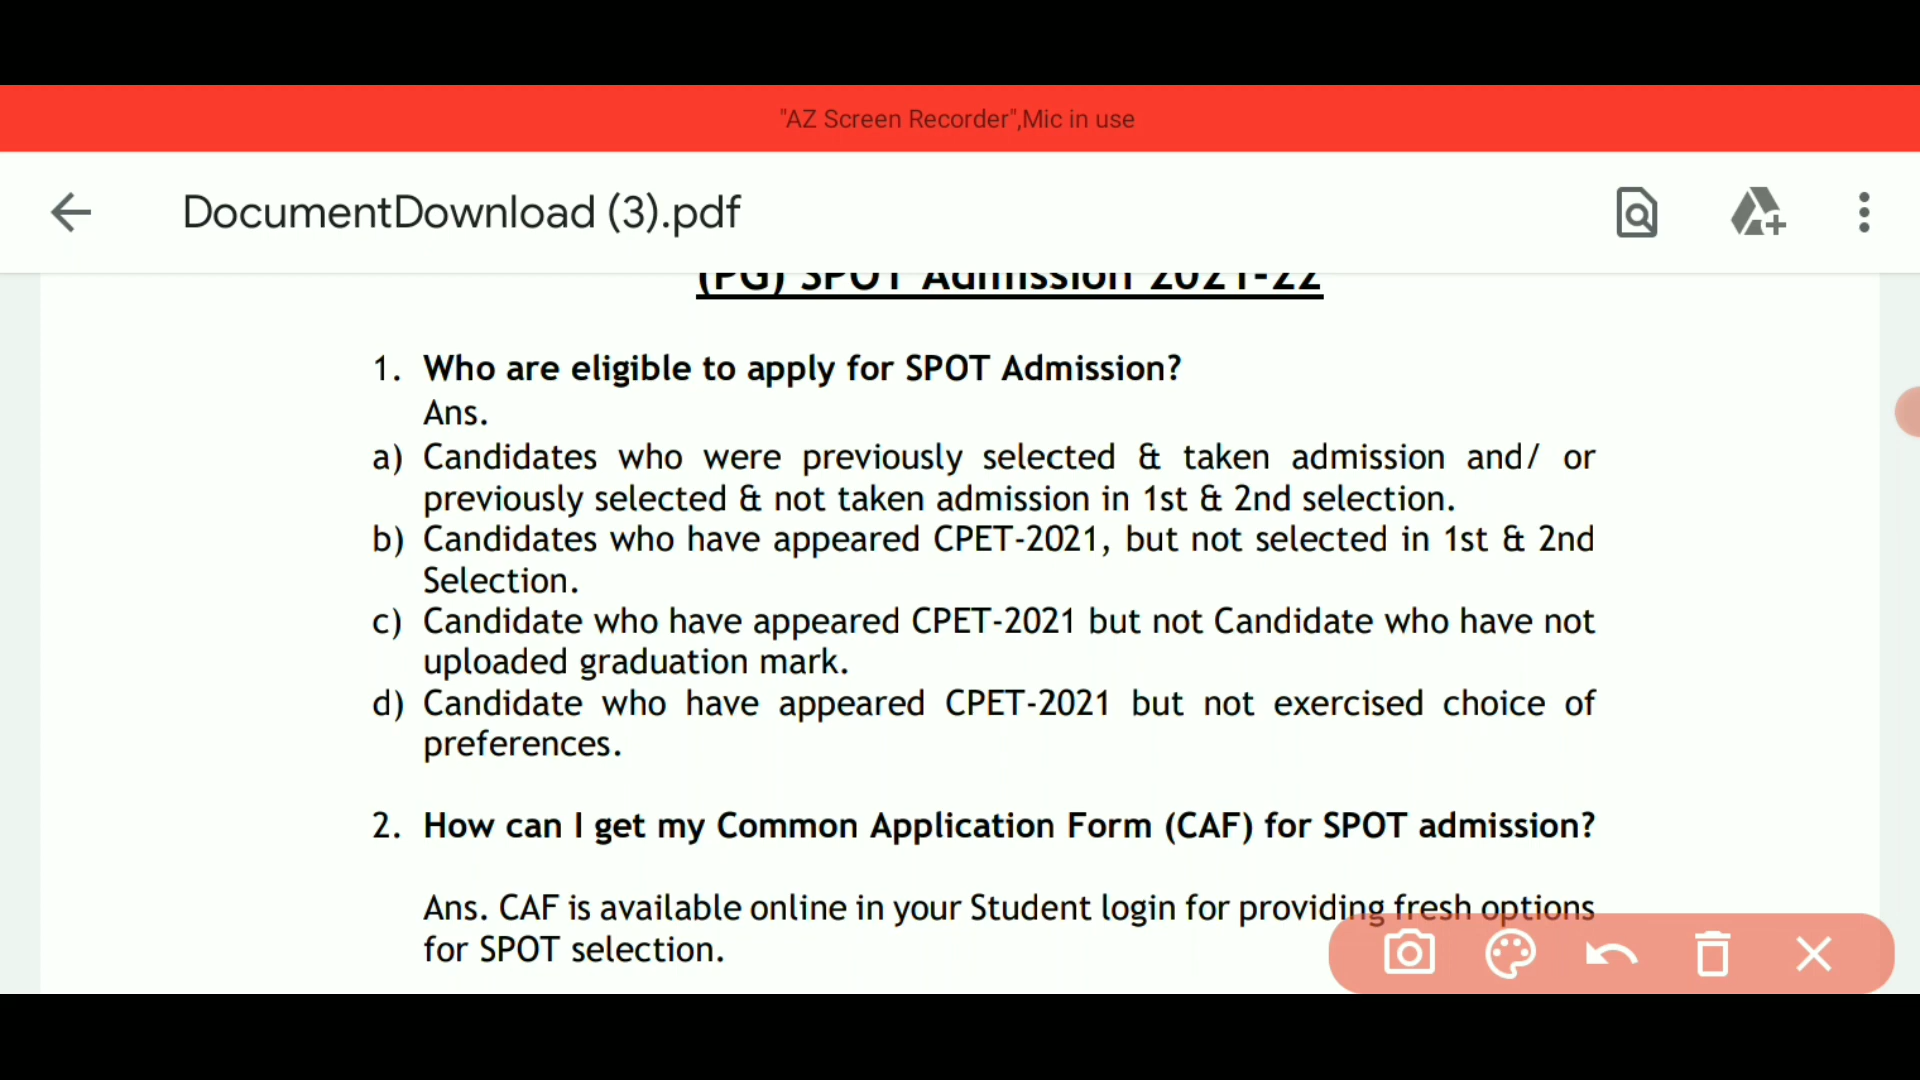 "AZ Screen Recorder",Mic in use
DocumentDownload (3).pdf
(PG) SPOT Admission 2021-22
1. Who are eligible to apply for SPOT Admission?
Ans.
a) Candidates who were previously selected & taken admission and/ or
previously selected & not taken admission in 1st & 2nd selection.
b) Candidates who have appeared CPET-2021, but not selected in 1st & 2nd
Selection.
c) Candidate who have appeared CPET-2021 but not Candidate who have not
uploaded graduation mark.
d) Candidate who have appeared CPET-2021 but not exercised choice of
preferences.
2. How can I get my Common Application Form (CAF) for SPOT admission?
Ans. CAF is available online in your Student login for providing fresh options
for SPOT selection.